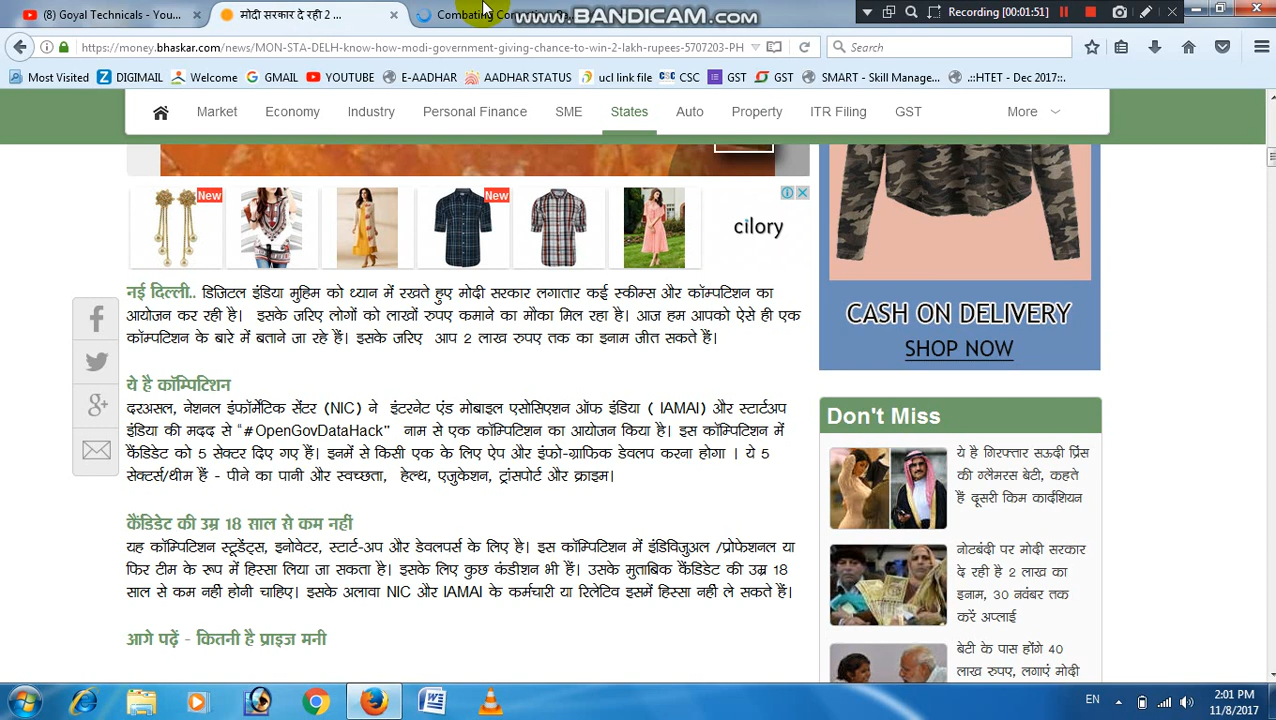 (8) Goyal Technicals - You...
मोदी सरकार दे रही 2 ...
www.BANDICAM.com
Recording [00:01:51]
https://money.bhaskar.com/news/MON-STA-DELH-know-how-modi-government-giving-chance-to-win-2-lakh-rupees-5707203-PH
Search
Most Visited
DIGIMAIL
Welcome
GMAIL
YOUTUBE
E-AADHAR
AADHAR STATUS
ucl link file
CSC
GST
GST
SMART - Skill Manage...
.::HTET - Dec 2017::.
Market
Economy
Industry
Personal Finance
SME
States
Auto
Property
ITR Filing
GST
More
New
New
cilory
नई दिल्ली.. डिजिटल इंडिया मुहिम को ध्यान में रखते हुए मोदी सरकार लगातार कई स्कीम्स और कॉम्पटिशन का
आयोजन कर रही है। इसके जरिए लोगों को लाखों रुपए कमाने का मौका मिल रहा है। आज हम आपको ऐसे ही एक
कॉम्पटिशन के बारे में बताने जा रहे हैं। इसके जरिए आप 2 लाख रुपए तक का इनाम जीत सकते हैं।
ये है कॉम्पिटिशन
दरअसल, नेशनल इंफॉर्मेटिक सेंटर (NIC) ने इंटरनेट एंड मोबाइल एसोसिएशन ऑफ इंडिया ( IAMAI) और स्टार्टअप
इंडिया की मदद से "#OpenGovDataHack" नाम से एक कॉम्पटिशन का आयोजन किया है। इस कॉम्पटिशन में
कैंडिडेट को 5 सेक्टर दिए गए हैं। इनमें से किसी एक के लिए ऐप और इंफो-ग्राफिक डेवलप करना होगा । ये 5
सेक्टर्स/थीम हैं - पीने का पानी और स्वच्छता, हेल्थ, एजुकेशन, ट्रांसपोर्ट और क्राइम।
कैंडिडेट की उम्र 18 साल से कम नहीं
यह कॉम्पिटिशन स्टूडेंट्स, इनोवेटर, स्टार्ट-अप और डेवलपर्स के लिए है। इस कॉम्पिटिशन में इंडिविजुअल /प्रोफेशनल या
फिर टीम के रूप में हिस्सा लिया जा सकता है। इसके लिए कुछ कंडीशन भी हैं। उसके मुताबिक कैंडिडेट की उम्र 18
साल से कम नहीं होनी चाहिए। इसके अलावा NIC और IAMAI के कर्मचारी या रिलेटिव इसमें हिस्सा नहीं ले सकते हैं।
आगे पढ़ें - कितनी है प्राइज मनी
CASH ON DELIVERY
SHOP NOW
Don't Miss
ये है गिरफ्तार सऊदी प्रिंस
की ग्लैमरस बेटी, कहते
हैं दूसरी किम कार्दशियन
नोटबंदी पर मोदी सरकार
दे रही है 2 लाख का
इनाम, 30 नवंबर तक
करें अप्लाई
बेटी के पास होंगे 40
लाख रुपए, लगाएं मोदी
EN
2:01 PM
11/8/2017